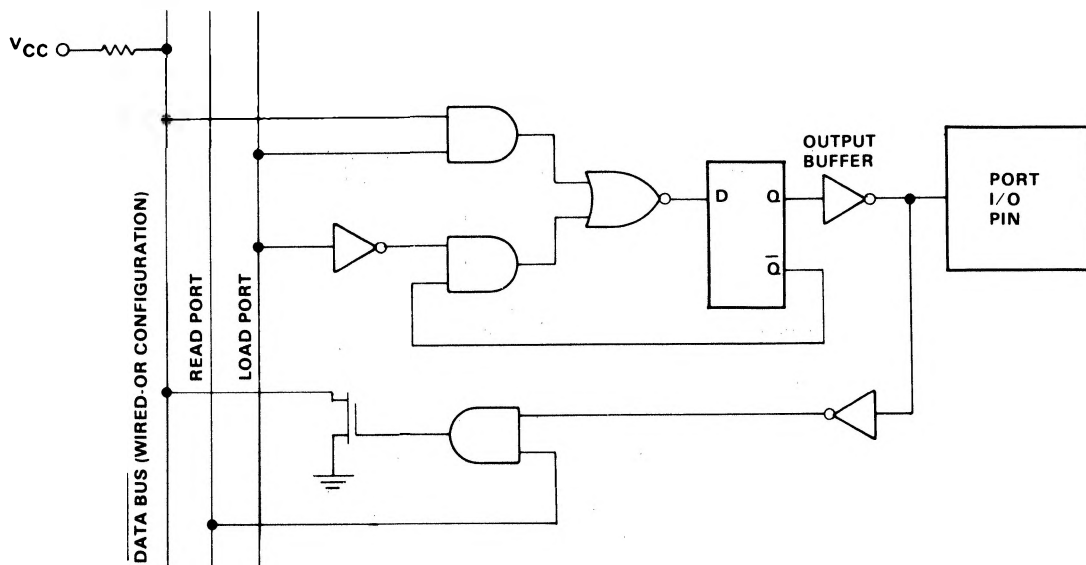 VCC
OUTPUT
BUFFER
PORT
I/O
PIN
D
Q
Q̅
DATA BUS (WIRED-OR CONFIGURATION)
READ PORT
LOAD PORT